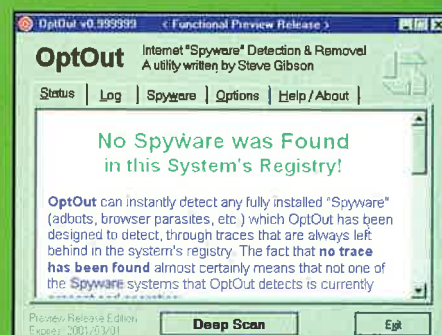 OptOut v0.999999 < Functional Preview Release >
OptOut
Internet "Spyware" Detection & Removal
A utility written by Steve Gibson
Status Log Spyware Options Help / About
No Spyware was Found
in this System's Registry!
OptOut can instantly detect any fully installed "Spyware"
(adbots, browser parasites, etc.) which OptOut has been
designed to detect, through traces that are always left
behind in the system's registry. The fact that no trace
has been found almost certainly means that not one of
the Spyware systems that OptOut detects is currently
Preview Release Edition
Expires: 2001/03/01
Deep Scan
Exit